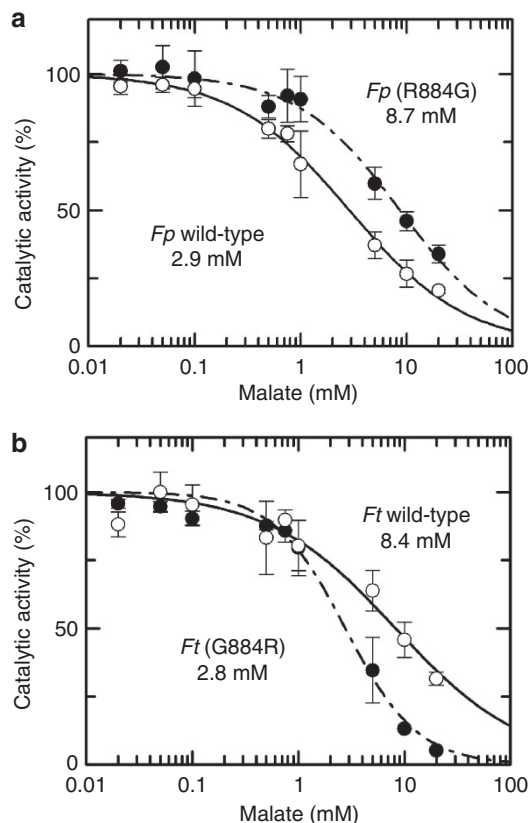 a
100
50
0
Catalytic activity (%)
Fp (R884G)
8.7 mM
Fp wild-type
2.9 mM
0.01
0.1
1
10
100
Malate (mM)
b
100
50
0
Catalytic activity (%)
Ft wild-type
8.4 mM
Ft (G884R)
2.8 mM
0.01
0.1
1
10
100
Malate (mM)